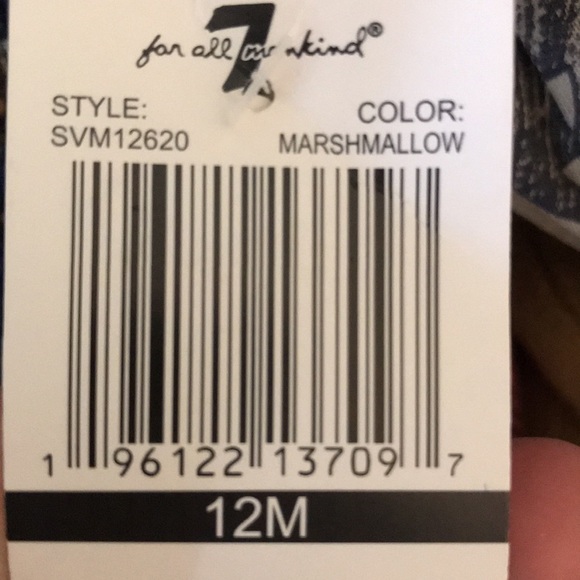 7
for all mankind®
STYLE:
SVM12620
COLOR:
MARSHMALLOW
1 96122 13709 7
12M